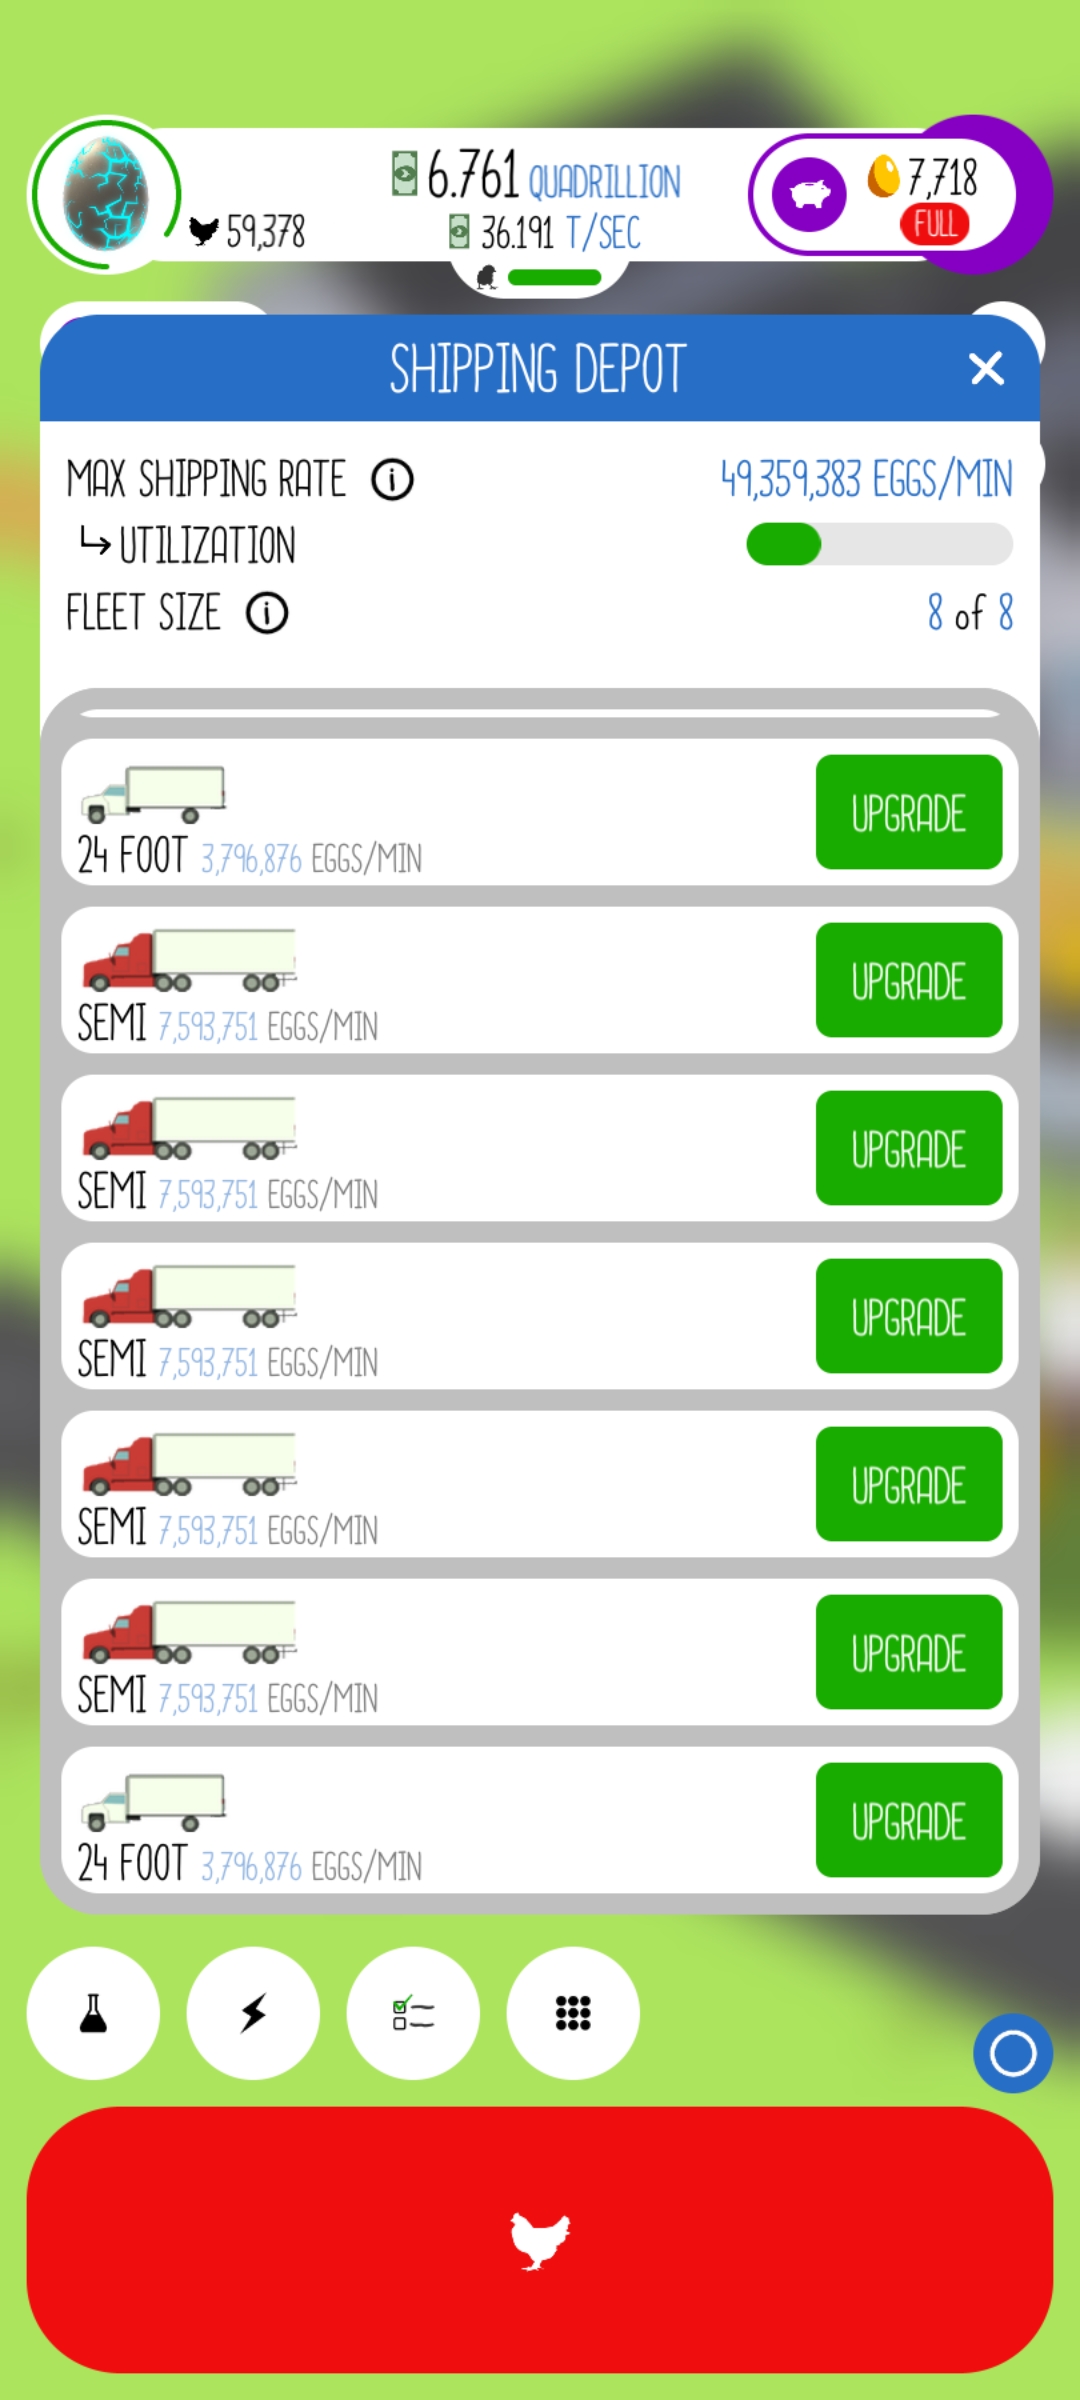 6.761 QUADRILLION
7,718
59,378
36.191 T/SEC
FULL
SHIPPING DEPOT
MAX SHIPPING RATE 49,359,383 EGGS/MIN
UTILIZATION
FLEET SIZE 8 of 8
24 FOOT 3,796,876 EGGS/MIN
UPGRADE
SEMI 7,593,751 EGGS/MIN
UPGRADE
SEMI 7,593,751 EGGS/MIN
UPGRADE
SEMI 7,593,751 EGGS/MIN
UPGRADE
SEMI 7,593,751 EGGS/MIN
UPGRADE
SEMI 7,593,751 EGGS/MIN
UPGRADE
24 FOOT 3,796,876 EGGS/MIN
UPGRADE